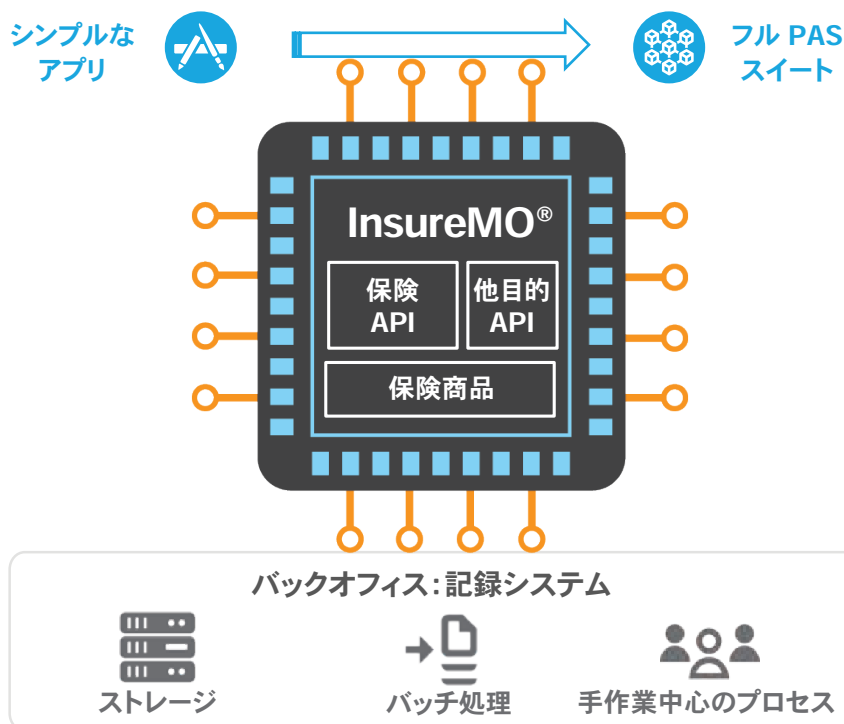 シンプルな
アプリ
フル PAS
スイート
InsureMO®
保険
API
他目的
API
保険商品
バックオフィス：記録システム
ストレージ
バッチ処理
手作業中心のプロセス